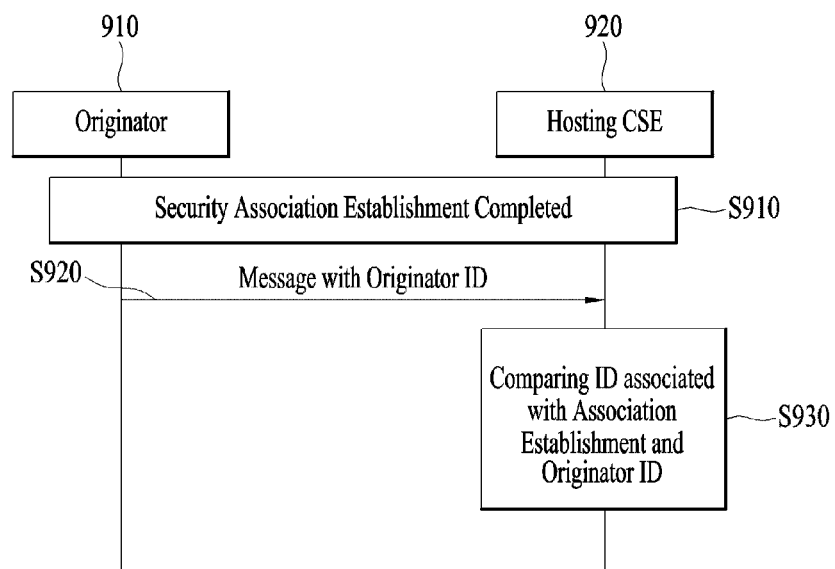 910
920
Originator
Hosting CSE
Security Association Establishment Completed
S910
S920
Message with Originator ID
Comparing ID associated
with Association
Establishment and
Originator ID
S930